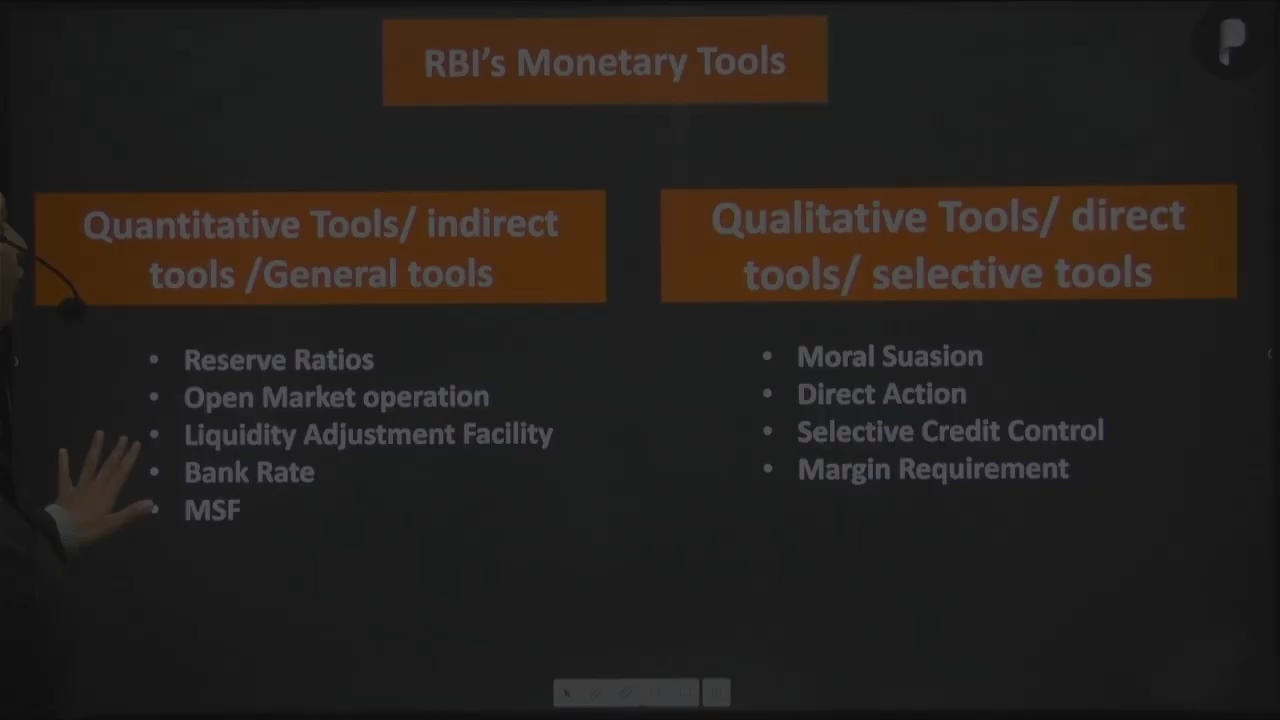 RBI's Monetary Tools
Quantitative Tools/ indirect
tools /General tools
Qualitative Tools/ direct
tools/ selective tools
• Reserve Ratios
• Open Market operation
• Liquidity Adjustment Facility
• Bank Rate
• MSF
• Moral Suasion
• Direct Action
• Selective Credit Control
• Margin Requirement